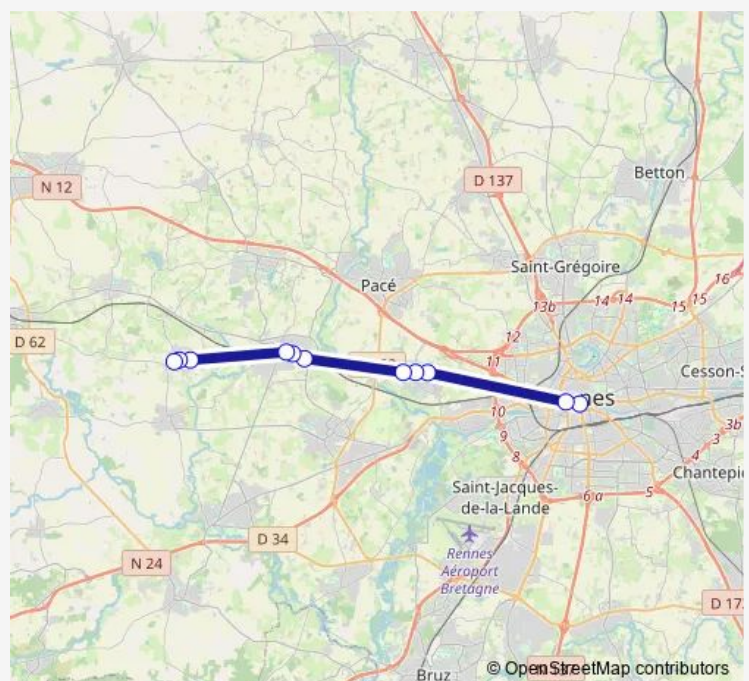 Betton
D 137
N 12
Saint-Grégoire
16
Pacé
14
14
15
15
13b
12
D 62
11
Cesson-S
nes
10
9
8
3b
3
4
Chantepie
Saint-Jacques-
de-la-Lande
6 a
5
D 34
Rennes
Aéroport
Bretagne
N 24
D 17
Bruz
© OpenStreetMap contributors